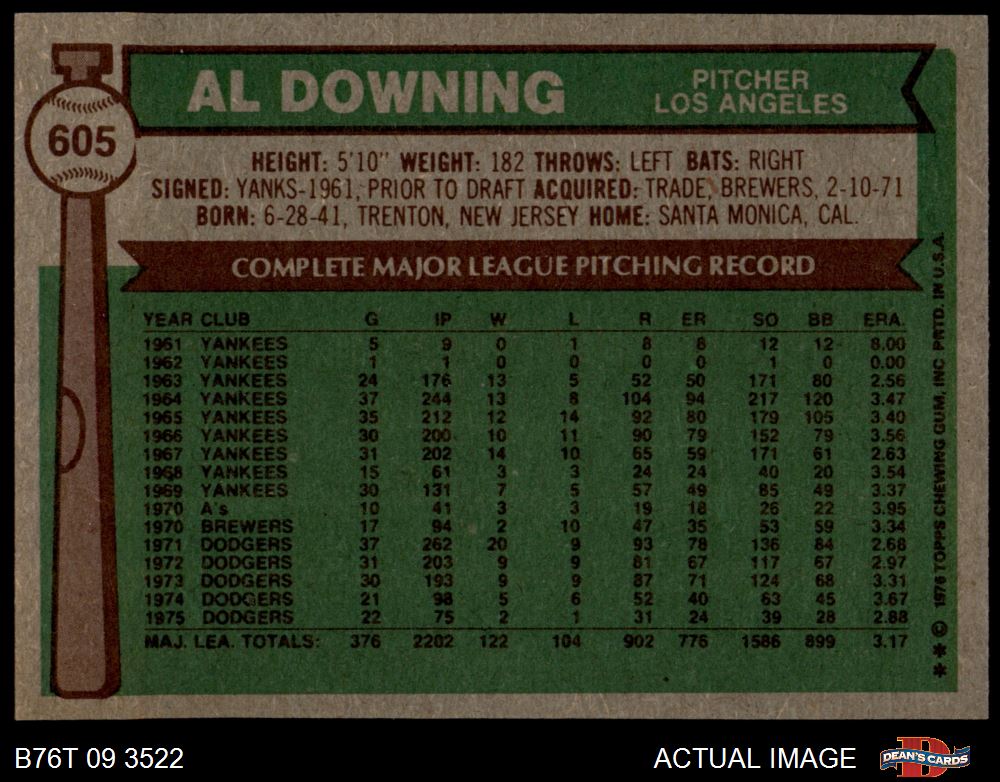 605
AL DOWNING
PITCHER
LOS ANGELES
HEIGHT: 5'10" WEIGHT: 182 THROWS: LEFT BATS: RIGHT
SIGNED: YANKS-1961, PRIOR TO DRAFT ACQUIRED: TRADE, BREWERS, 2-10-71
BORN: 6-28-41, TRENTON, NEW JERSEY HOME: SANTA MONICA, CAL.
COMPLETE MAJOR LEAGUE PITCHING RECORD
YEAR CLUB G IP W L R ER SO BB ERA.
1961 YANKEES 5 9 0 1 8 8 12 12 8.00
1962 YANKEES 1 1 0 0 0 0 1 0 0.00
1963 YANKEES 24 176 13 5 52 50 171 80 2.56
1964 YANKEES 37 244 13 8 104 94 217 120 3.47
1965 YANKEES 35 212 12 14 92 80 179 105 3.40
1966 YANKEES 30 200 10 11 90 79 152 79 3.56
1967 YANKEES 31 202 14 10 65 59 171 61 2.63
1968 YANKEES 15 61 3 3 24 24 40 20 3.54
1969 YANKEES 30 131 7 5 57 49 85 49 3.37
1970 A's 10 41 3 3 19 18 26 22 3.95
1970 BREWERS 17 94 2 10 47 35 53 59 3.34
1971 DODGERS 37 262 20 9 93 78 136 84 2.68
1972 DODGERS 31 203 9 9 81 67 117 67 2.97
1973 DODGERS 30 193 9 9 87 71 124 68 3.31
1974 DODGERS 21 98 5 6 52 40 63 45 3.67
1975 DODGERS 22 75 2 1 31 24 39 28 2.88
MAJ. LEA. TOTALS: 376 2202 122 104 902 776 1586 899 3.17
* * © 1976 TOPPS CHEWING GUM, INC PRTD. IN U.S.A.
B76T 09 3522
ACTUAL IMAGE
DEAN'S CARDS